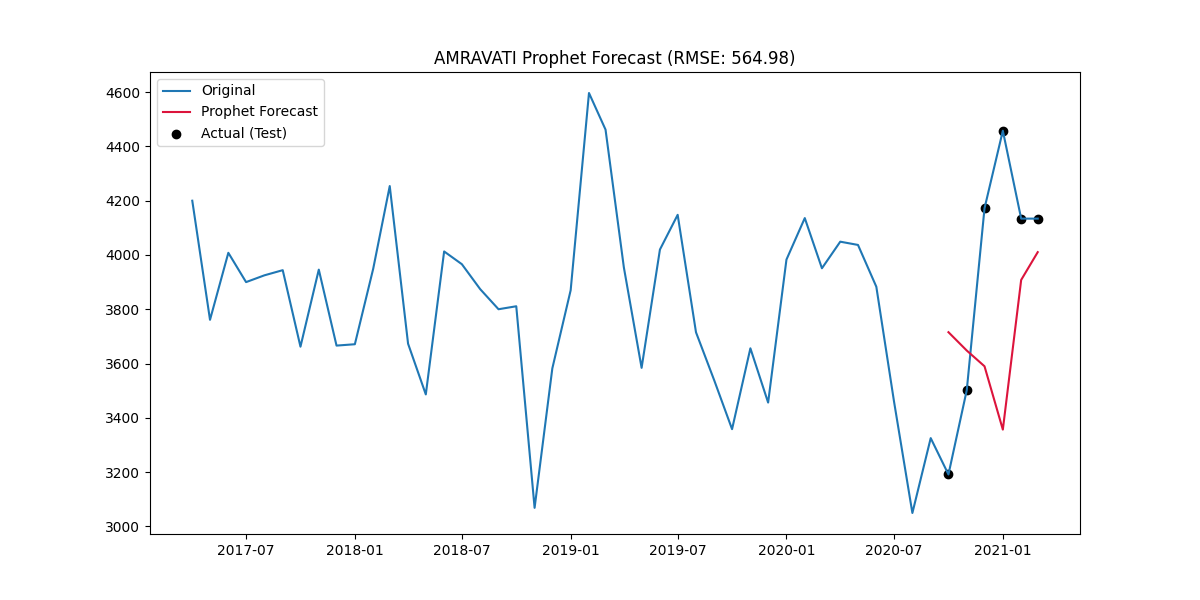 AMRAVATI Prophet Forecast (RMSE: 564.98)
Original
Prophet Forecast
Actual (Test)
4600
4400
4200
4000
3800
3600
3400
3200
3000
2017-07 2018-01 2018-07 2019-01 2019-07 2020-01 2020-07 2021-01